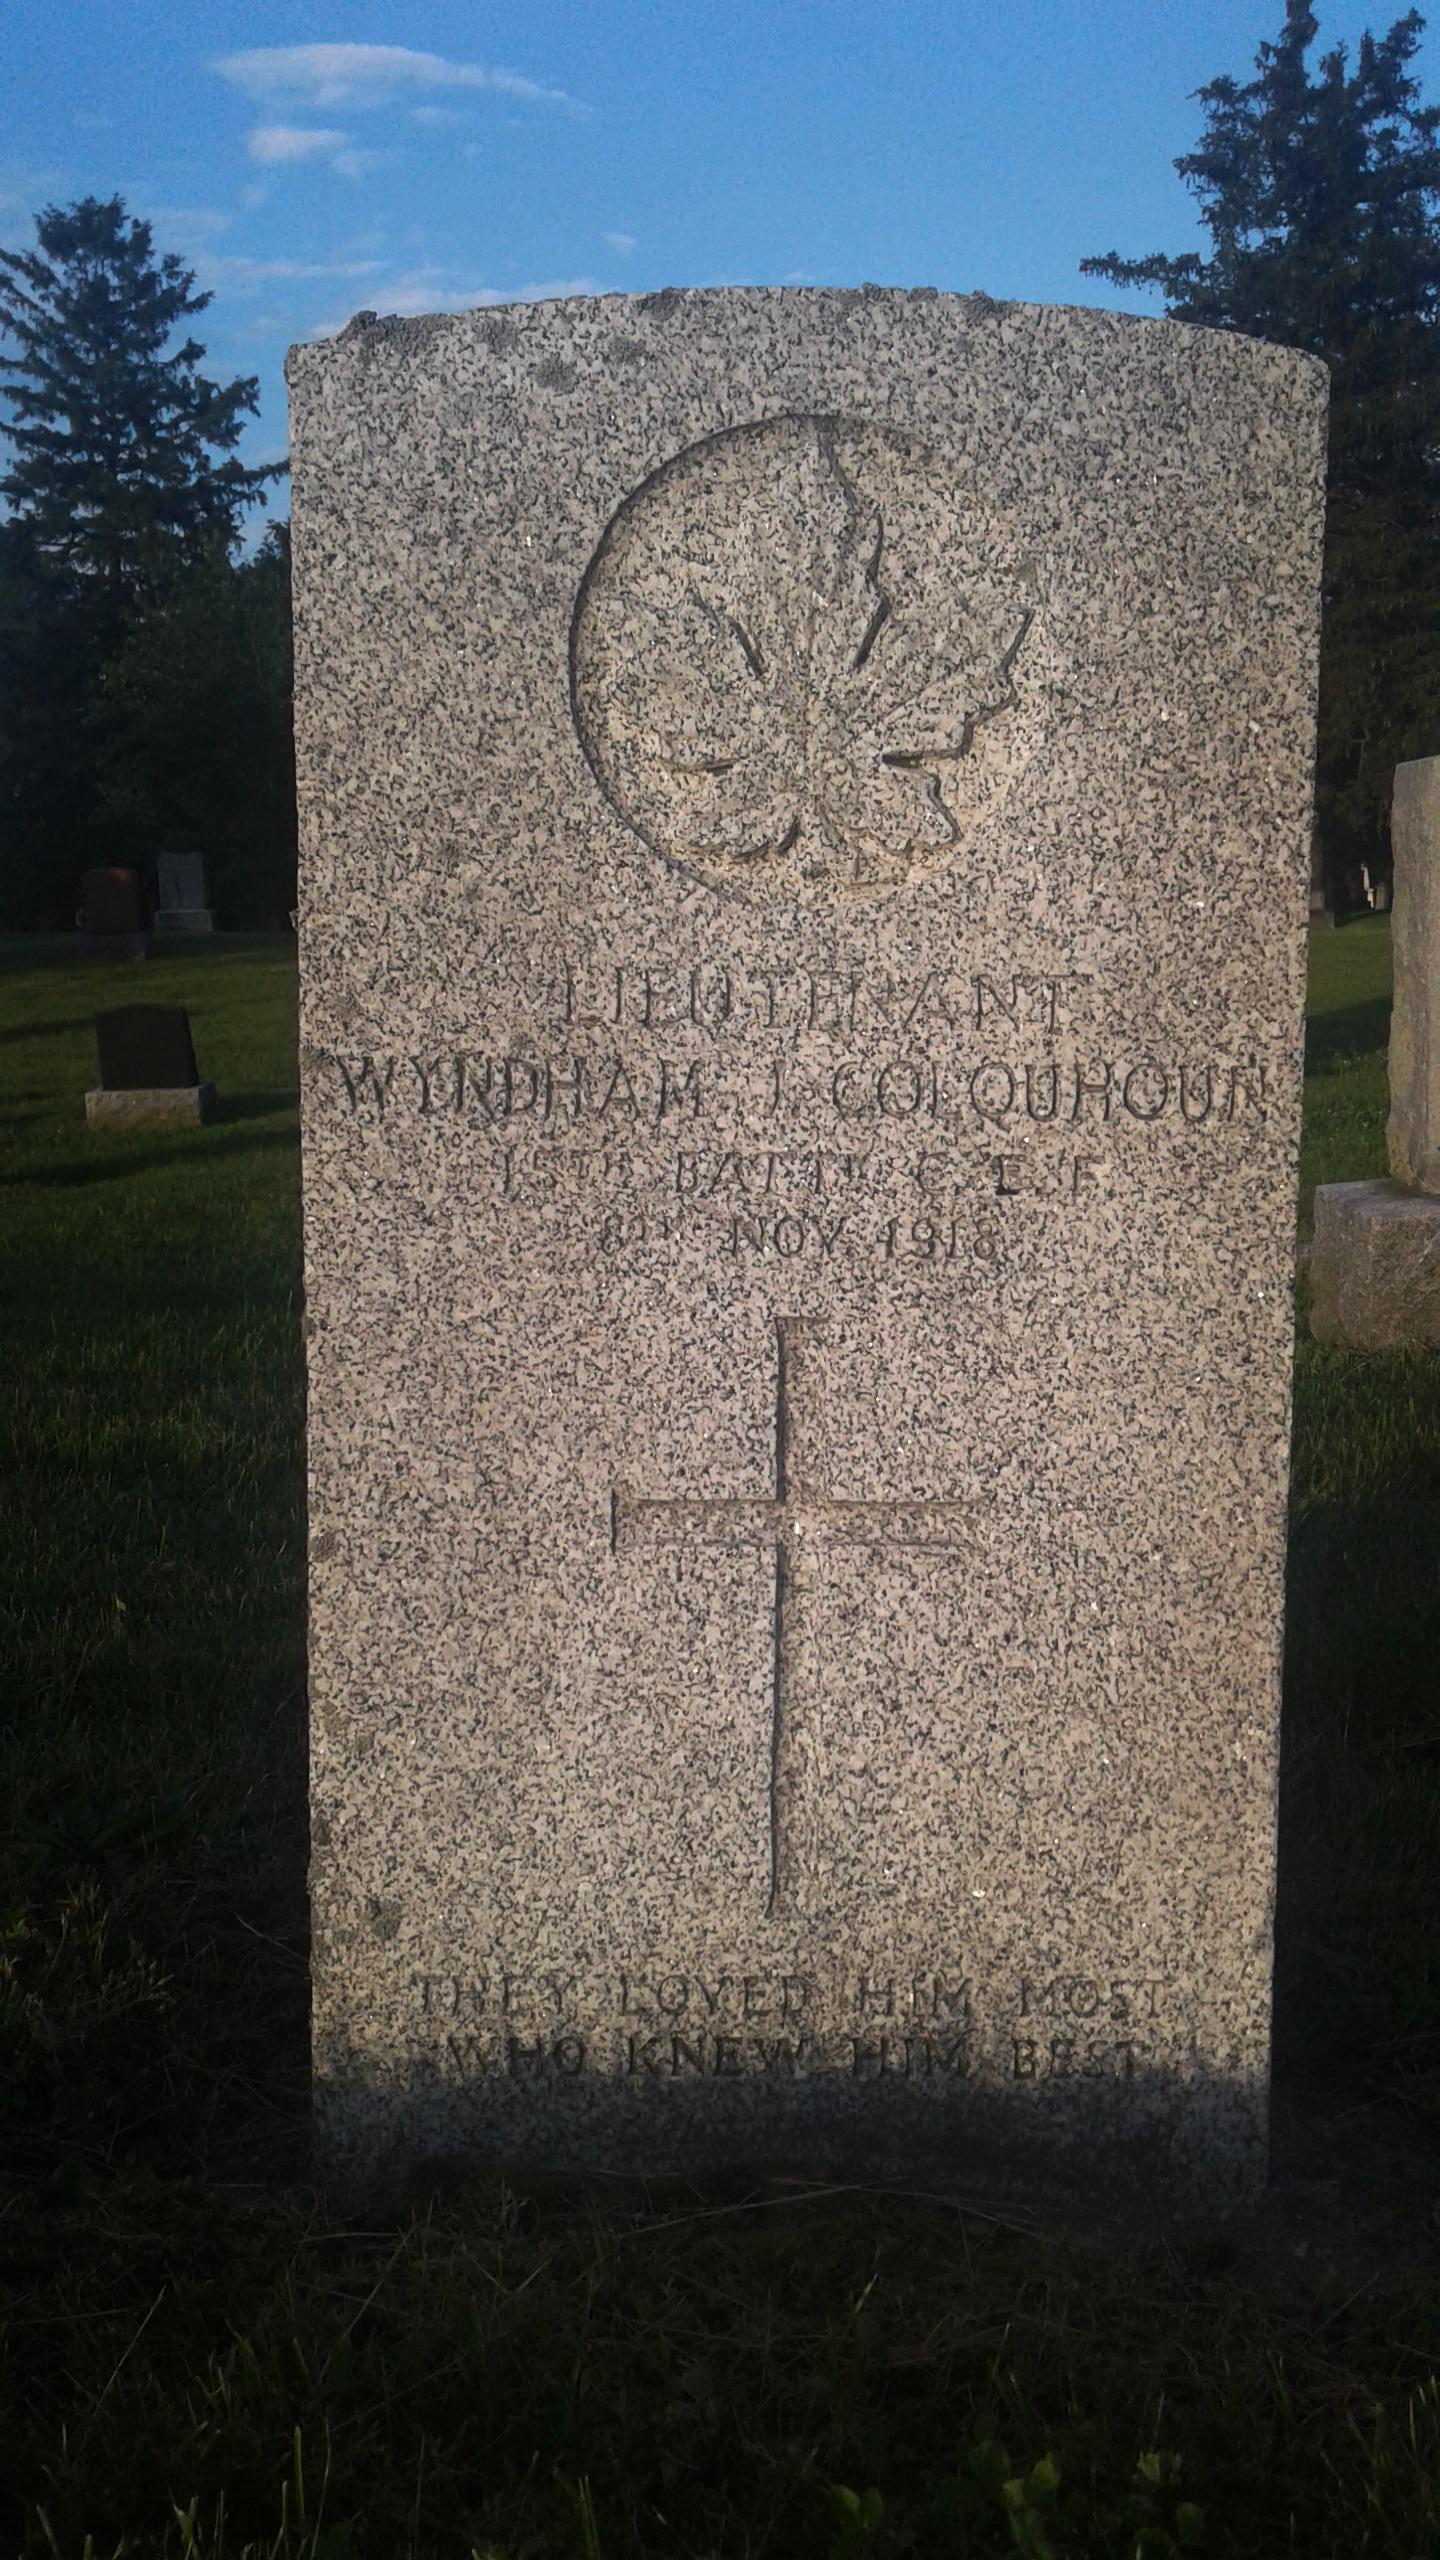 LIEUTENANT
WYNDHAM J. COLQUHOUN
15TH BATTN C.E.F.
8TH NOV. 1918
THEY LOVED HIM MOST
WHO KNEW HIM BEST